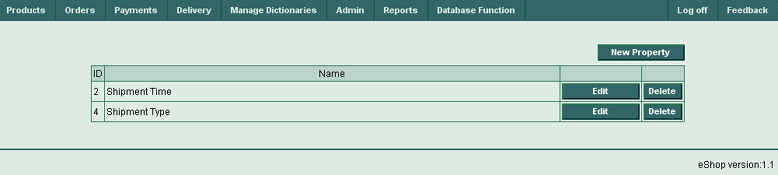 Products Orders Payments Delivery Manage Dictionaries Admin Reports Database Function Log off Feedback
New Property
ID Name
2 Shipment Time Edit Delete
4 Shipment Type Edit Delete
eShop version:1.1